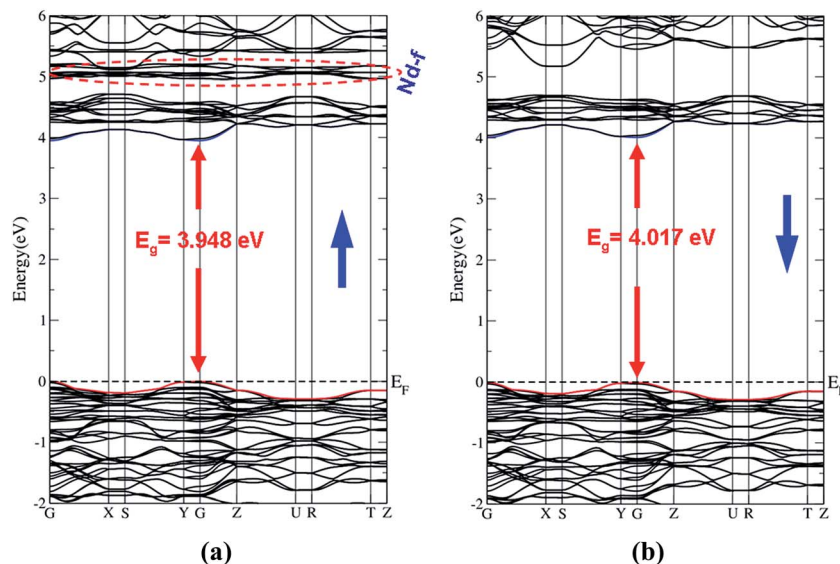 6
5
4
3
2
1
0
-1
-2
Energy(eV)
Nd-f
E_g = 3.948 eV
E_F
G X S Y G Z U R T Z
(a)
6
5
4
3
2
1
0
-1
-2
Energy(eV)
E_g = 4.017 eV
E
G X S Y G Z U R T Z
(b)